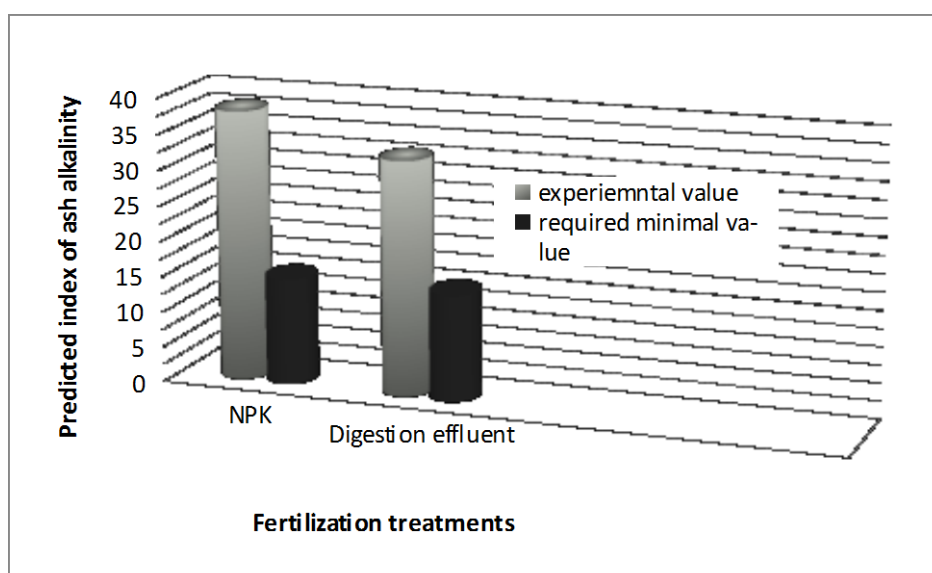 Predicted index of ash alkalinity
40
35
30
25
20
15
10
5
0
experiemntal value
required minimal va-
lue
NPK
Digestion effluent
Fertilization treatments